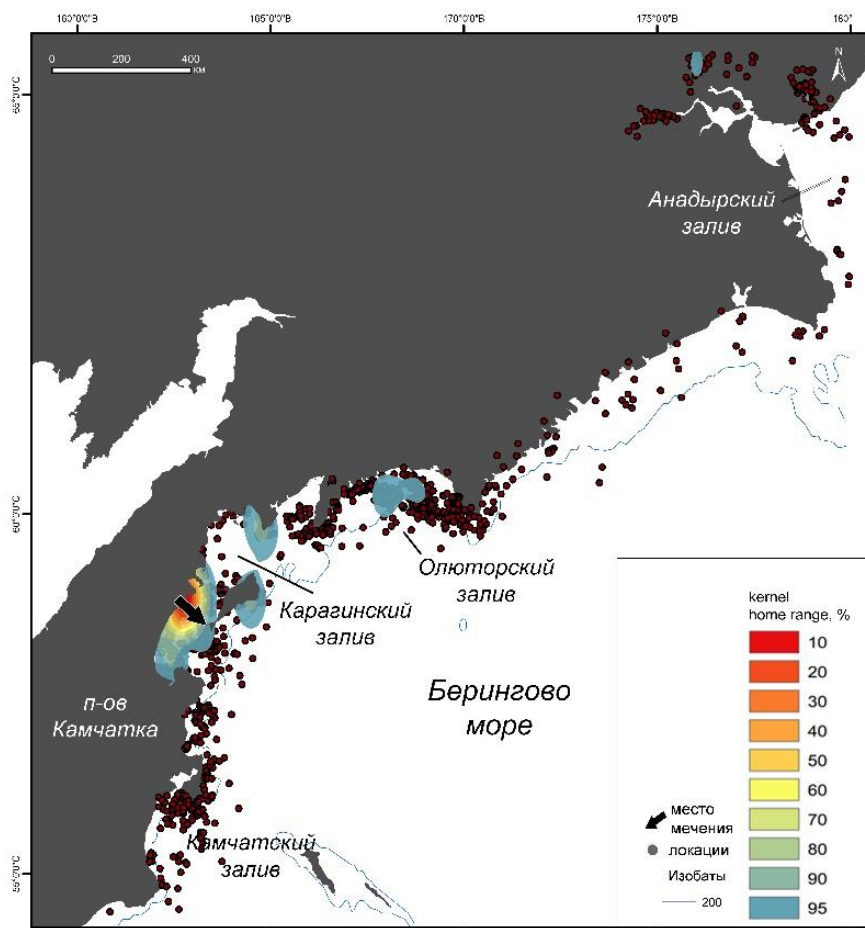 160°0'0"В
165°0'0"В
170°0'0"В
175°0'0"В
180°
0 200 400
км
N
65°0'0"С
60°0'0"С
55°0'0"С
Анадырский
залив
Олюторский
залив
Карагинский
залив
Берингово
море
п-ов
Камчатка
Камчатский
залив
kernel
home range, %
10
20
30
40
50
60
70
80
90
95
место
мечения
локации
Изобаты
200